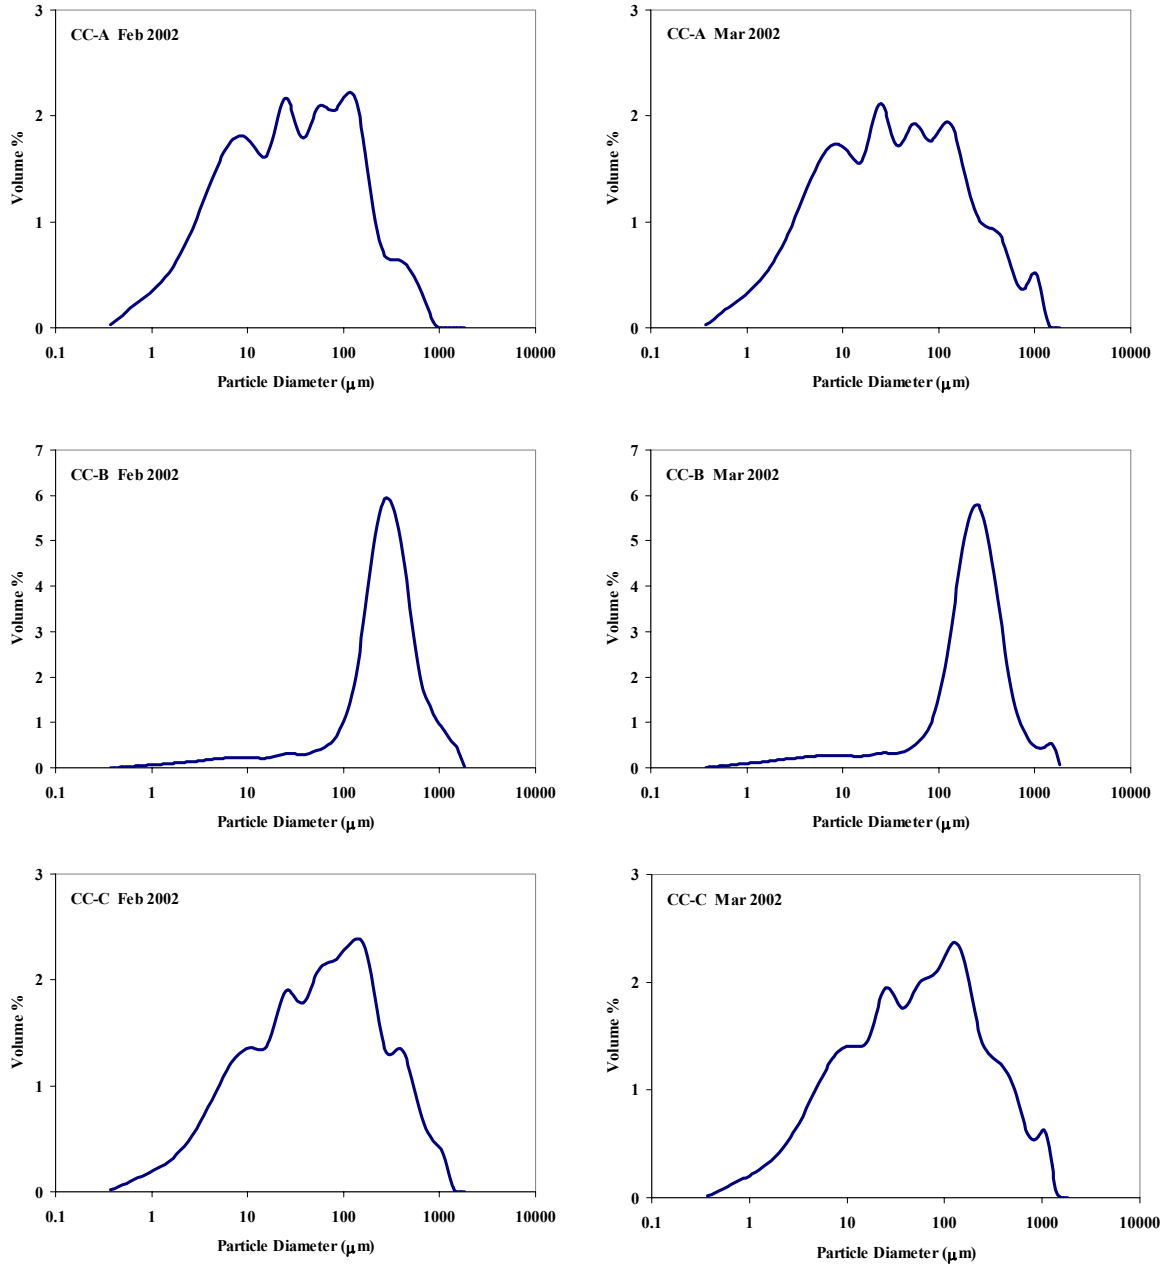 CC-A Feb 2002
3
2
1
0
Volume %
0.1 1 10 100 1000 10000
Particle Diameter (μm)
CC-A Mar 2002
3
2
1
0
Volume %
0.1 1 10 100 1000 10000
Particle Diameter (μm)
CC-B Feb 2002
7
6
5
4
3
2
1
0
Volume %
0.1 1 10 100 1000 10000
Particle Diameter (μm)
CC-B Mar 2002
7
6
5
4
3
2
1
0
Volume %
0.1 1 10 100 1000 10000
Particle Diameter (μm)
CC-C Feb 2002
3
2
1
0
Volume %
0.1 1 10 100 1000 10000
Particle Diameter (μm)
CC-C Mar 2002
3
2
1
0
Volume %
0.1 1 10 100 1000 10000
Particle Diameter (μm)